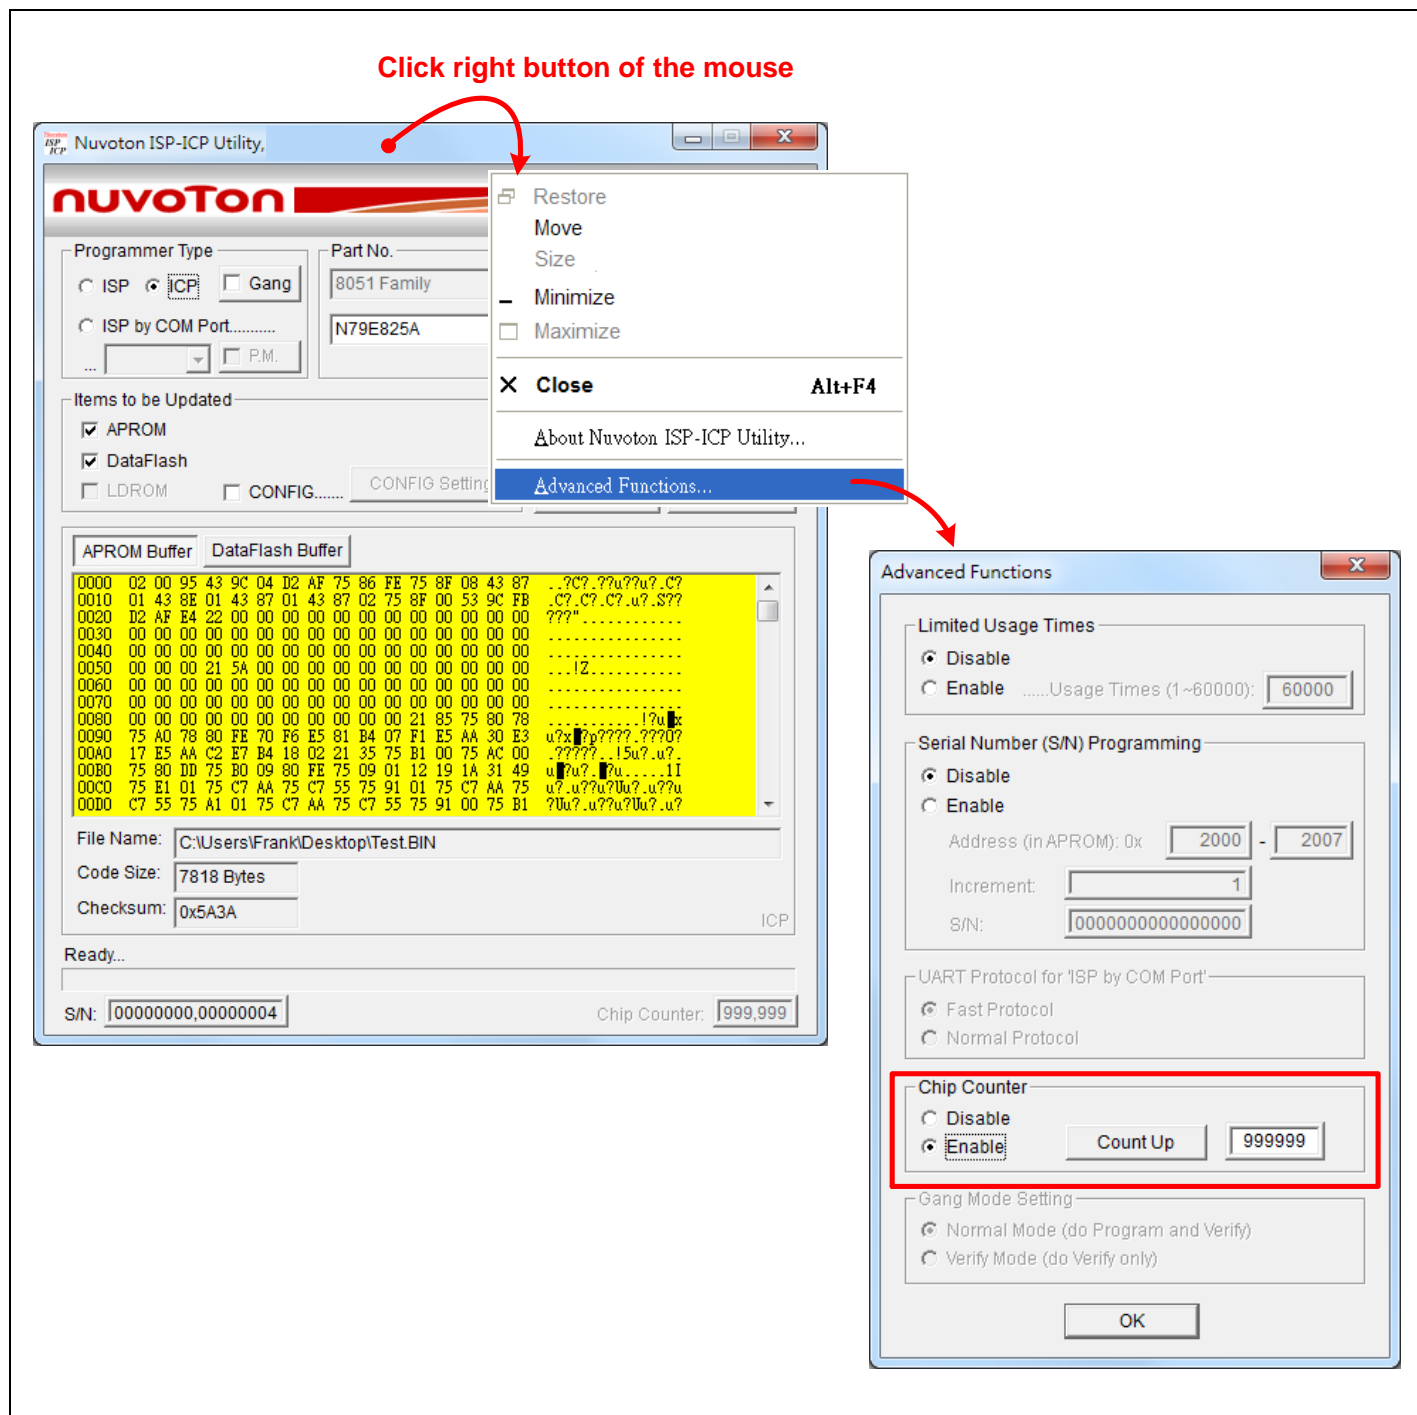 Click right button of the mouse
Nuvoton
ISP
ICP
Nuvoton ISP-ICP Utility,
nuvoTon
Restore
Move
Size
Minimize
Maximize
Close Alt+F4
About Nuvoton ISP-ICP Utility...
Advanced Functions...
Programmer Type
ISP ICP Gang
ISP by COM Port...........
... P.M.
Part No.
8051 Family
N79E825A
Items to be Updated
APROM
DataFlash
LDROM CONFIG....... CONFIG Setting
APROM Buffer DataFlash Buffer
0000 02 00 95 43 9C 04 D2 AF 75 86 FE 75 8F 08 43 87 ..?C?.??u??u?.C?
0010 01 43 8E 01 43 87 01 43 87 02 75 8F 00 53 9C FB .C?.C?.C?.u?.S??
0020 D2 AF E4 22 00 00 00 00 00 00 00 00 00 00 00 00 ???"............
0030 00 00 00 00 00 00 00 00 00 00 00 00 00 00 00 00 ................
0040 00 00 00 00 00 00 00 00 00 00 00 00 00 00 00 00 ................
0050 00 00 00 21 5A 00 00 00 00 00 00 00 00 00 00 00 ...!Z...........
0060 00 00 00 00 00 00 00 00 00 00 00 00 00 00 00 00 ................
0070 00 00 00 00 00 00 00 00 00 00 00 00 00 00 00 00 ................
0080 00 00 00 00 00 00 00 00 00 00 00 21 85 75 80 78 ...........!?u█x
0090 75 A0 78 80 FE 70 F6 E5 81 B4 07 F1 E5 AA 30 E3 u?x█?p????.???0?
00A0 17 E5 AA C2 E7 B4 18 02 21 35 75 B1 00 75 AC 00 .?????..!5u?.u?.
00B0 75 80 DD 75 B0 09 80 FE 75 09 01 12 19 1A 31 49 u█?u?.█?u.....1I
00C0 75 E1 01 75 C7 AA 75 C7 55 75 91 01 75 C7 AA 75 u?.u??u?Uu?.u??u
00D0 C7 55 75 A1 01 75 C7 AA 75 C7 55 75 91 00 75 B1 ?Uu?.u??u?Uu?.u?
File Name: C:\Users\Frank\Desktop\Test.BIN
Code Size: 7818 Bytes
Checksum: 0x5A3A
ICP
Ready...
S/N: 00000000,00000004 Chip Counter: 999,999
Advanced Functions
Limited Usage Times
Disable
Enable ......Usage Times (1~60000): 60000
Serial Number (S/N) Programming
Disable
Enable
Address (in APROM): 0x 2000 - 2007
Increment: 1
S/N: 0000000000000000
UART Protocol for 'ISP by COM Port'
Fast Protocol
Normal Protocol
Chip Counter
Disable
Enable Count Up 999999
Gang Mode Setting
Normal Mode (do Program and Verify)
Verify Mode (do Verify only)
OK